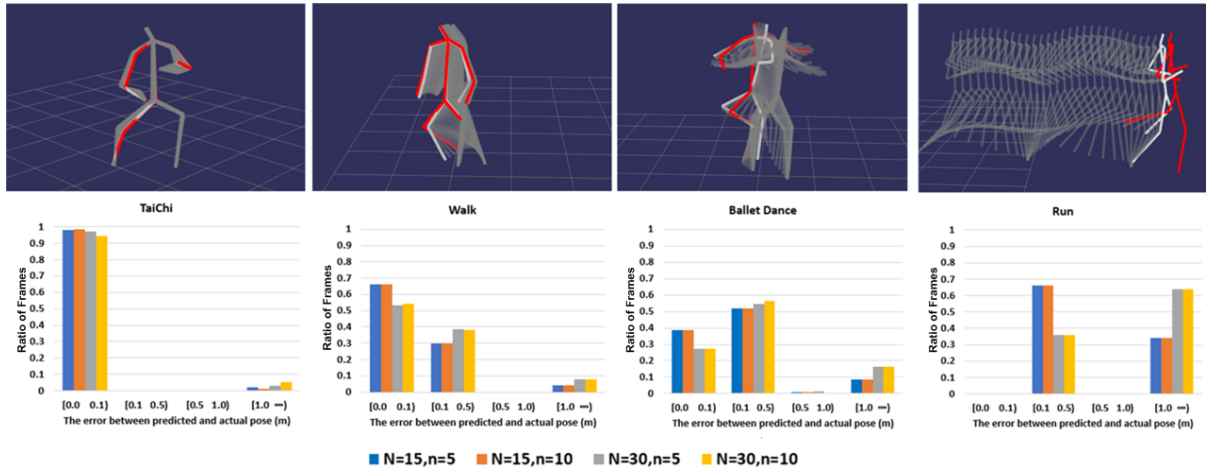 TaiChi
Walk
Ballet Dance
Run
Ratio of Frames
1
0.9
0.8
0.7
0.6
0.5
0.4
0.3
0.2
0.1
0
[0.0 0.1) [0.1 0.5) [0.5 1.0) [1.0 ∞)
The error between predicted and actual pose (m)
Ratio of Frames
1
0.9
0.8
0.7
0.6
0.5
0.4
0.3
0.2
0.1
0
[0.0 0.1) [0.1 0.5) [0.5 1.0) [1.0 ∞)
The error between predicted and actual pose (m)
Ratio of Frames
1
0.9
0.8
0.7
0.6
0.5
0.4
0.3
0.2
0.1
0
[0.0 0.1) [0.1 0.5) [0.5 1.0) [1.0 ∞)
The error between predicted and actual pose (m)
Ratio of Frames
1
0.9
0.8
0.7
0.6
0.5
0.4
0.3
0.2
0.1
0
[0.0 0.1) [0.1 0.5) [0.5 1.0) [1.0 ∞)
The error between predicted and actual pose (m)
N=15,n=5 N=15,n=10 N=30,n=5 N=30,n=10